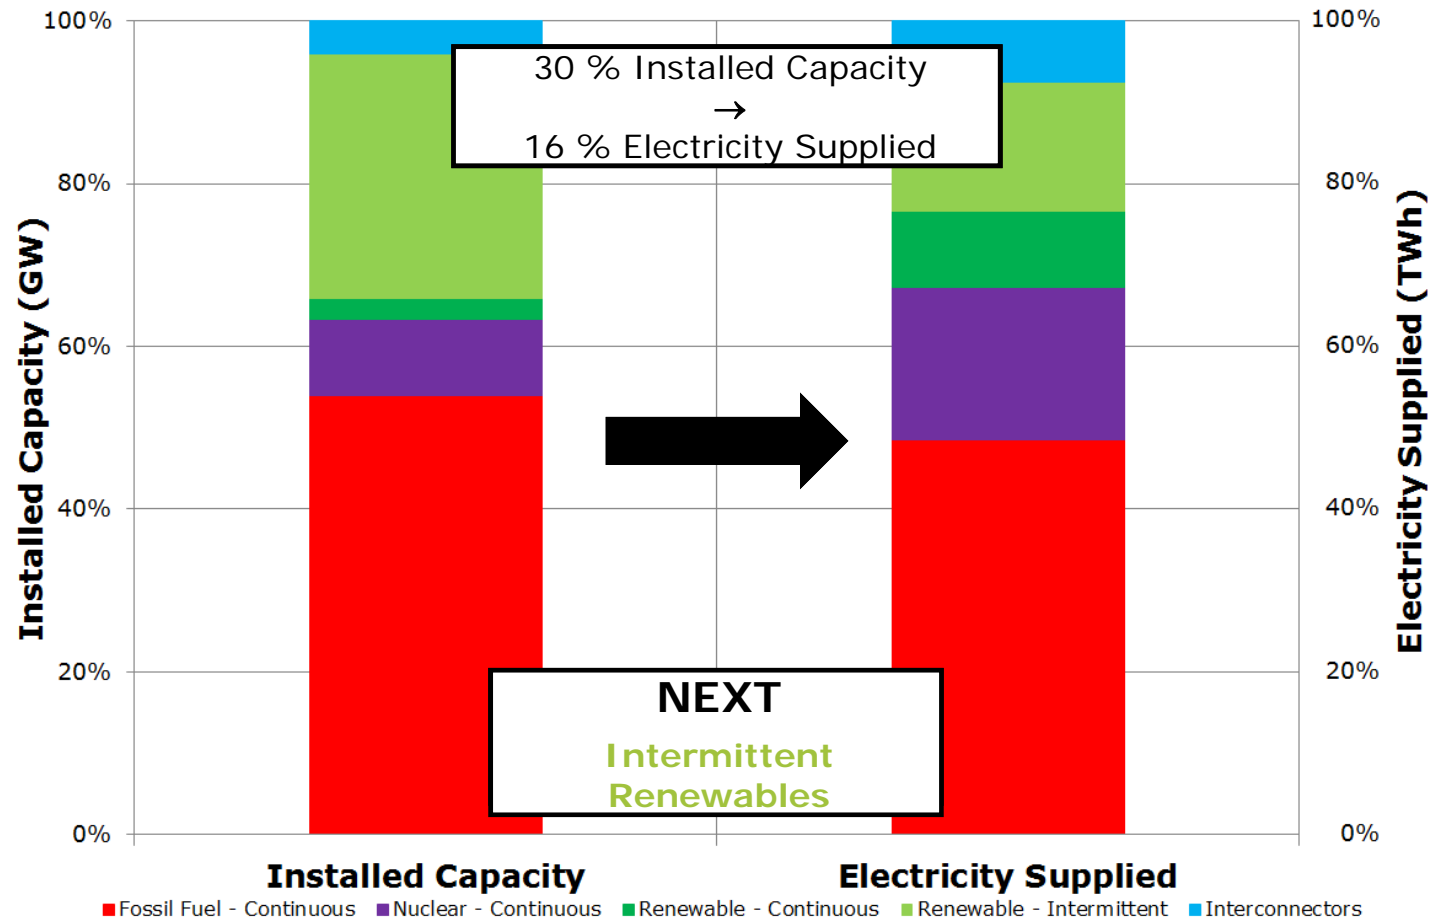 100%
80%
60%
40%
20%
0%
Installed Capacity (GW)
30 % Installed Capacity
→
16 % Electricity Supplied
NEXT
Intermittent
Renewables
100%
80%
60%
40%
20%
0%
Electricity Supplied (TWh)
Installed Capacity
Electricity Supplied
Fossil Fuel - Continuous
Nuclear - Continuous
Renewable - Continuous
Renewable - Intermittent
Interconnectors